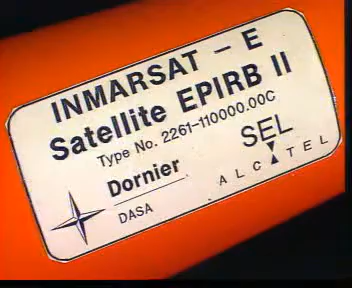 INMARSAT - E
Satellite EPIRB II
Type No. 2261-110000.00C
Dornier
DASA
SEL
ALCATEL